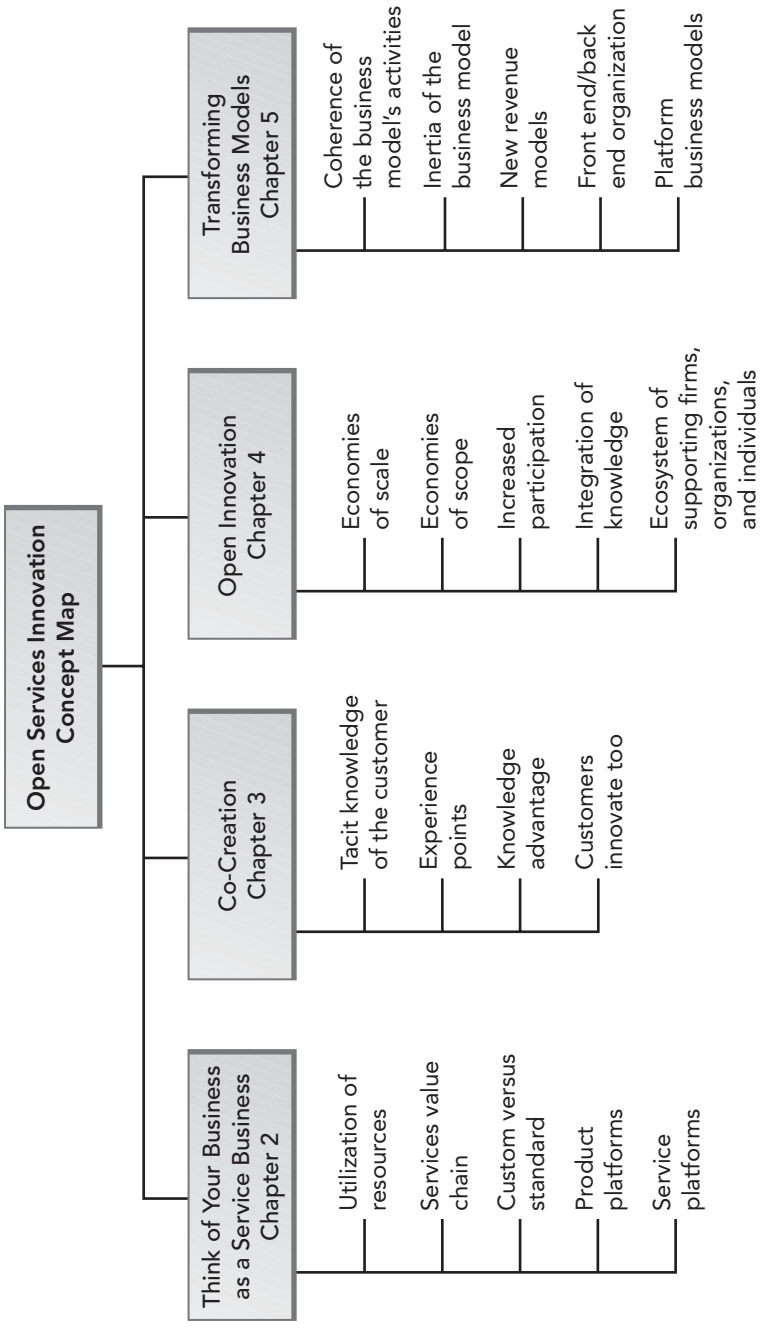 Open Services Innovation
Concept Map
Think of Your Business
as a Service Business
Chapter 2
Utilization of
resources
Services value
chain
Custom versus
standard
Product
platforms
Service
platforms
Co-Creation
Chapter 3
Tacit knowledge
of the customer
Experience
points
Knowledge
advantage
Customers
innovate too
Open Innovation
Chapter 4
Economies
of scale
Economies
of scope
Increased
participation
Integration of
knowledge
Ecosystem of
supporting firms,
organizations,
and individuals
Transforming
Business Models
Chapter 5
Coherence of
the business
model's activities
Inertia of the
business model
New revenue
models
Front end/back
end organization
Platform
business models